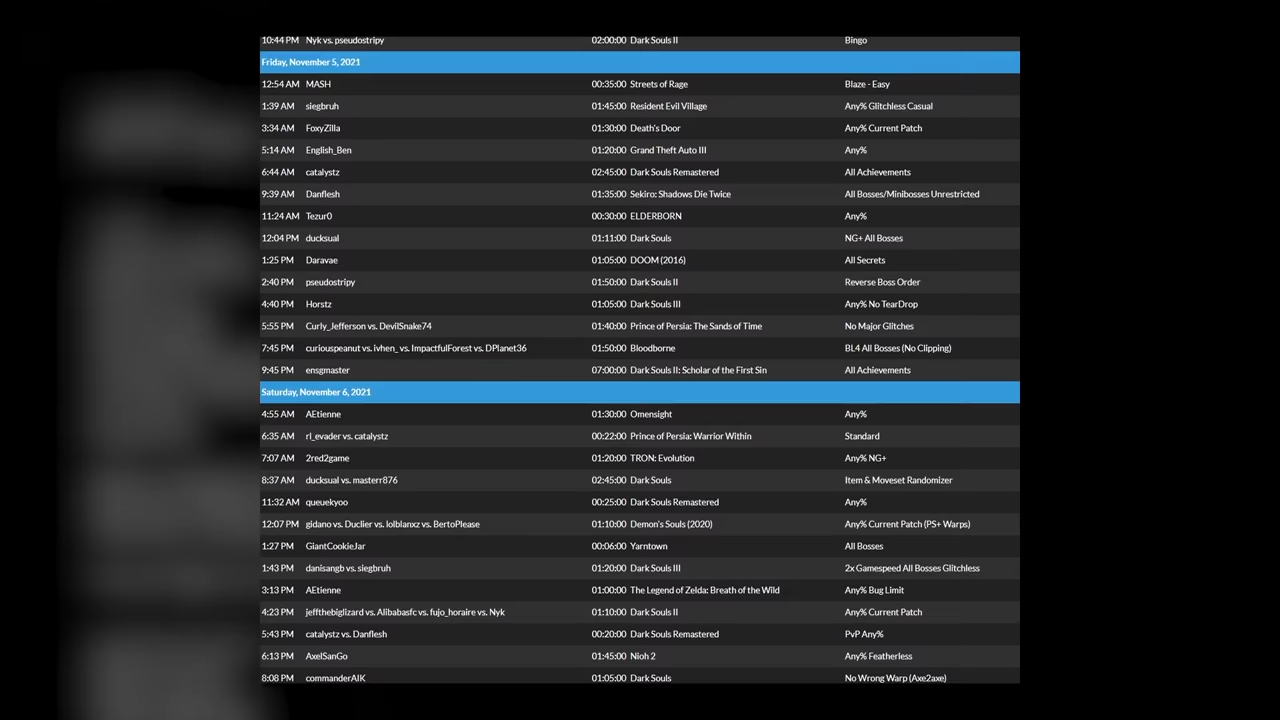 10:44 PM Nyk vs. pseudostripy 02:00:00 Dark Souls II Bingo
Friday, November 5, 2021
12:54 AM MASH 00:35:00 Streets of Rage Blaze - Easy
1:39 AM siegbruh 01:45:00 Resident Evil Village Any% Glitchless Casual
3:34 AM FoxyZilla 01:30:00 Death's Door Any% Current Patch
5:14 AM English_Ben 01:20:00 Grand Theft Auto III Any%
6:44 AM catalystz 02:45:00 Dark Souls Remastered All Achievements
9:39 AM Danflesh 01:35:00 Sekiro: Shadows Die Twice All Bosses/Minibosses Unrestricted
11:24 AM Tezur0 00:30:00 ELDERBORN Any%
12:04 PM ducksual 01:11:00 Dark Souls NG+ All Bosses
1:25 PM Daravae 01:05:00 DOOM (2016) All Secrets
2:40 PM pseudostripy 01:50:00 Dark Souls II Reverse Boss Order
4:40 PM Horstz 01:05:00 Dark Souls III Any% No TearDrop
5:55 PM Curly_Jefferson vs. DevilSnake74 01:40:00 Prince of Persia: The Sands of Time No Major Glitches
7:45 PM curiouspeanut vs. ivhen_ vs. ImpactfulForest vs. DPlanet36 01:50:00 Bloodborne BL4 All Bosses (No Clipping)
9:45 PM ensgmaster 07:00:00 Dark Souls II: Scholar of the First Sin All Achievements
Saturday, November 6, 2021
4:55 AM AEtienne 01:30:00 Omensight Any%
6:35 AM rl_evader vs. catalystz 00:22:00 Prince of Persia: Warrior Within Standard
7:07 AM 2red2game 01:20:00 TRON: Evolution Any% NG+
8:37 AM ducksual vs. masterr876 02:45:00 Dark Souls Item & Moveset Randomizer
11:32 AM queuekyoo 00:25:00 Dark Souls Remastered Any%
12:07 PM gidano vs. Duclier vs. lolblanxz vs. BertoPlease 01:10:00 Demon's Souls (2020) Any% Current Patch (PS+ Warps)
1:27 PM GiantCookieJar 00:06:00 Yarntown All Bosses
1:43 PM danisangb vs. siegbruh 01:20:00 Dark Souls III 2x Gamespeed All Bosses Glitchless
3:13 PM AEtienne 01:00:00 The Legend of Zelda: Breath of the Wild Any% Bug Limit
4:23 PM jeffthebiglizard vs. Alibabasfc vs. fujo_horaire vs. Nyk 01:10:00 Dark Souls II Any% Current Patch
5:43 PM catalystz vs. Danflesh 00:20:00 Dark Souls Remastered PvP Any%
6:13 PM AxelSanGo 01:45:00 Nioh 2 Any% Featherless
8:08 PM commanderAIK 01:05:00 Dark Souls No Wrong Warp (Axe2axe)